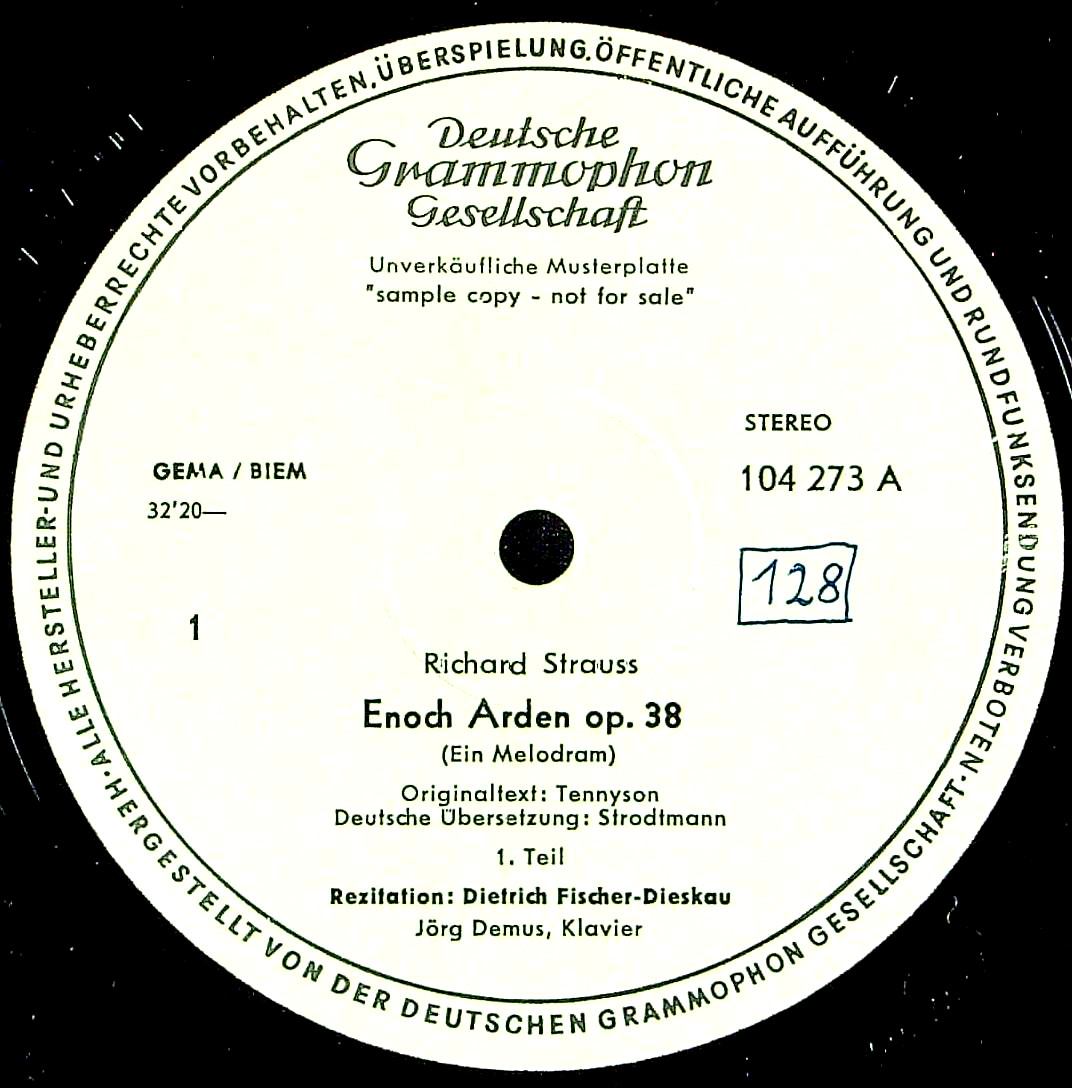 ALLE HERSTELLER-UND URHEBERRECHTE VORBEHALTEN, ÜBERSPIELUNG. ÖFFENTLICHE AUFFÜHRUNG UND RUNDFUNKSENDUNG VERBOTEN·
HERGESTELLT VON DER DEUTSCHEN GRAMMOPHON GESELLSCHAFT·
Deutsche
Grammophon
Gesellschaft
Unverkäufliche Musterplatte
"sample copy - not for sale"
STEREO
GEMA / BIEM
104 273 A
32'20—
128
1
Richard Strauss
Enoch Arden op. 38
(Ein Melodram)
Originaltext: Tennyson
Deutsche Übersetzung: Strodtmann
1. Teil
Rezitation: Dietrich Fischer-Dieskau
Jörg Demus, Klavier